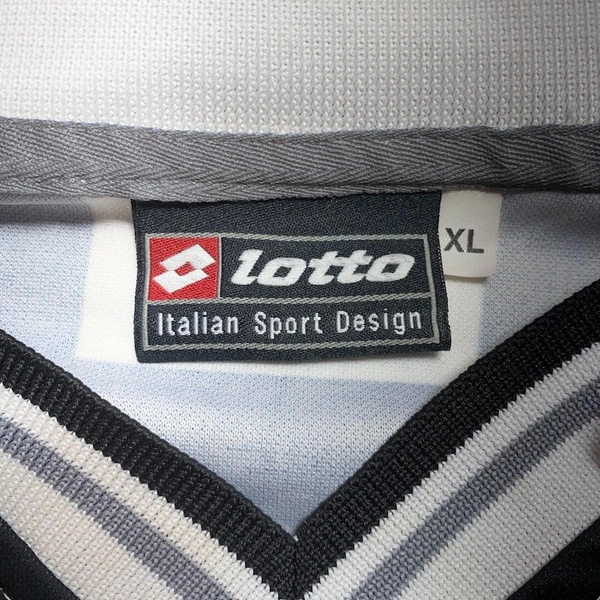 lotto
XL
Italian Sport Design